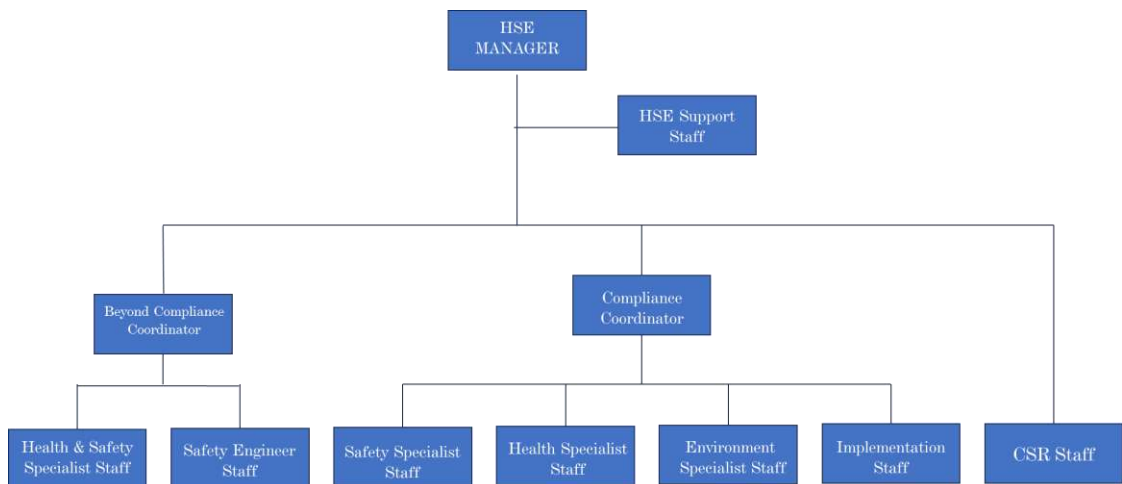 HSE
MANAGER
HSE Support
Staff
Beyond Compliance
Coordinator
Compliance
Coordinator
Health & Safety
Specialist Staff
Safety Engineer
Staff
Safety Specialist
Staff
Health Specialist
Staff
Environment
Specialist Staff
Implementation
Staff
CSR Staff